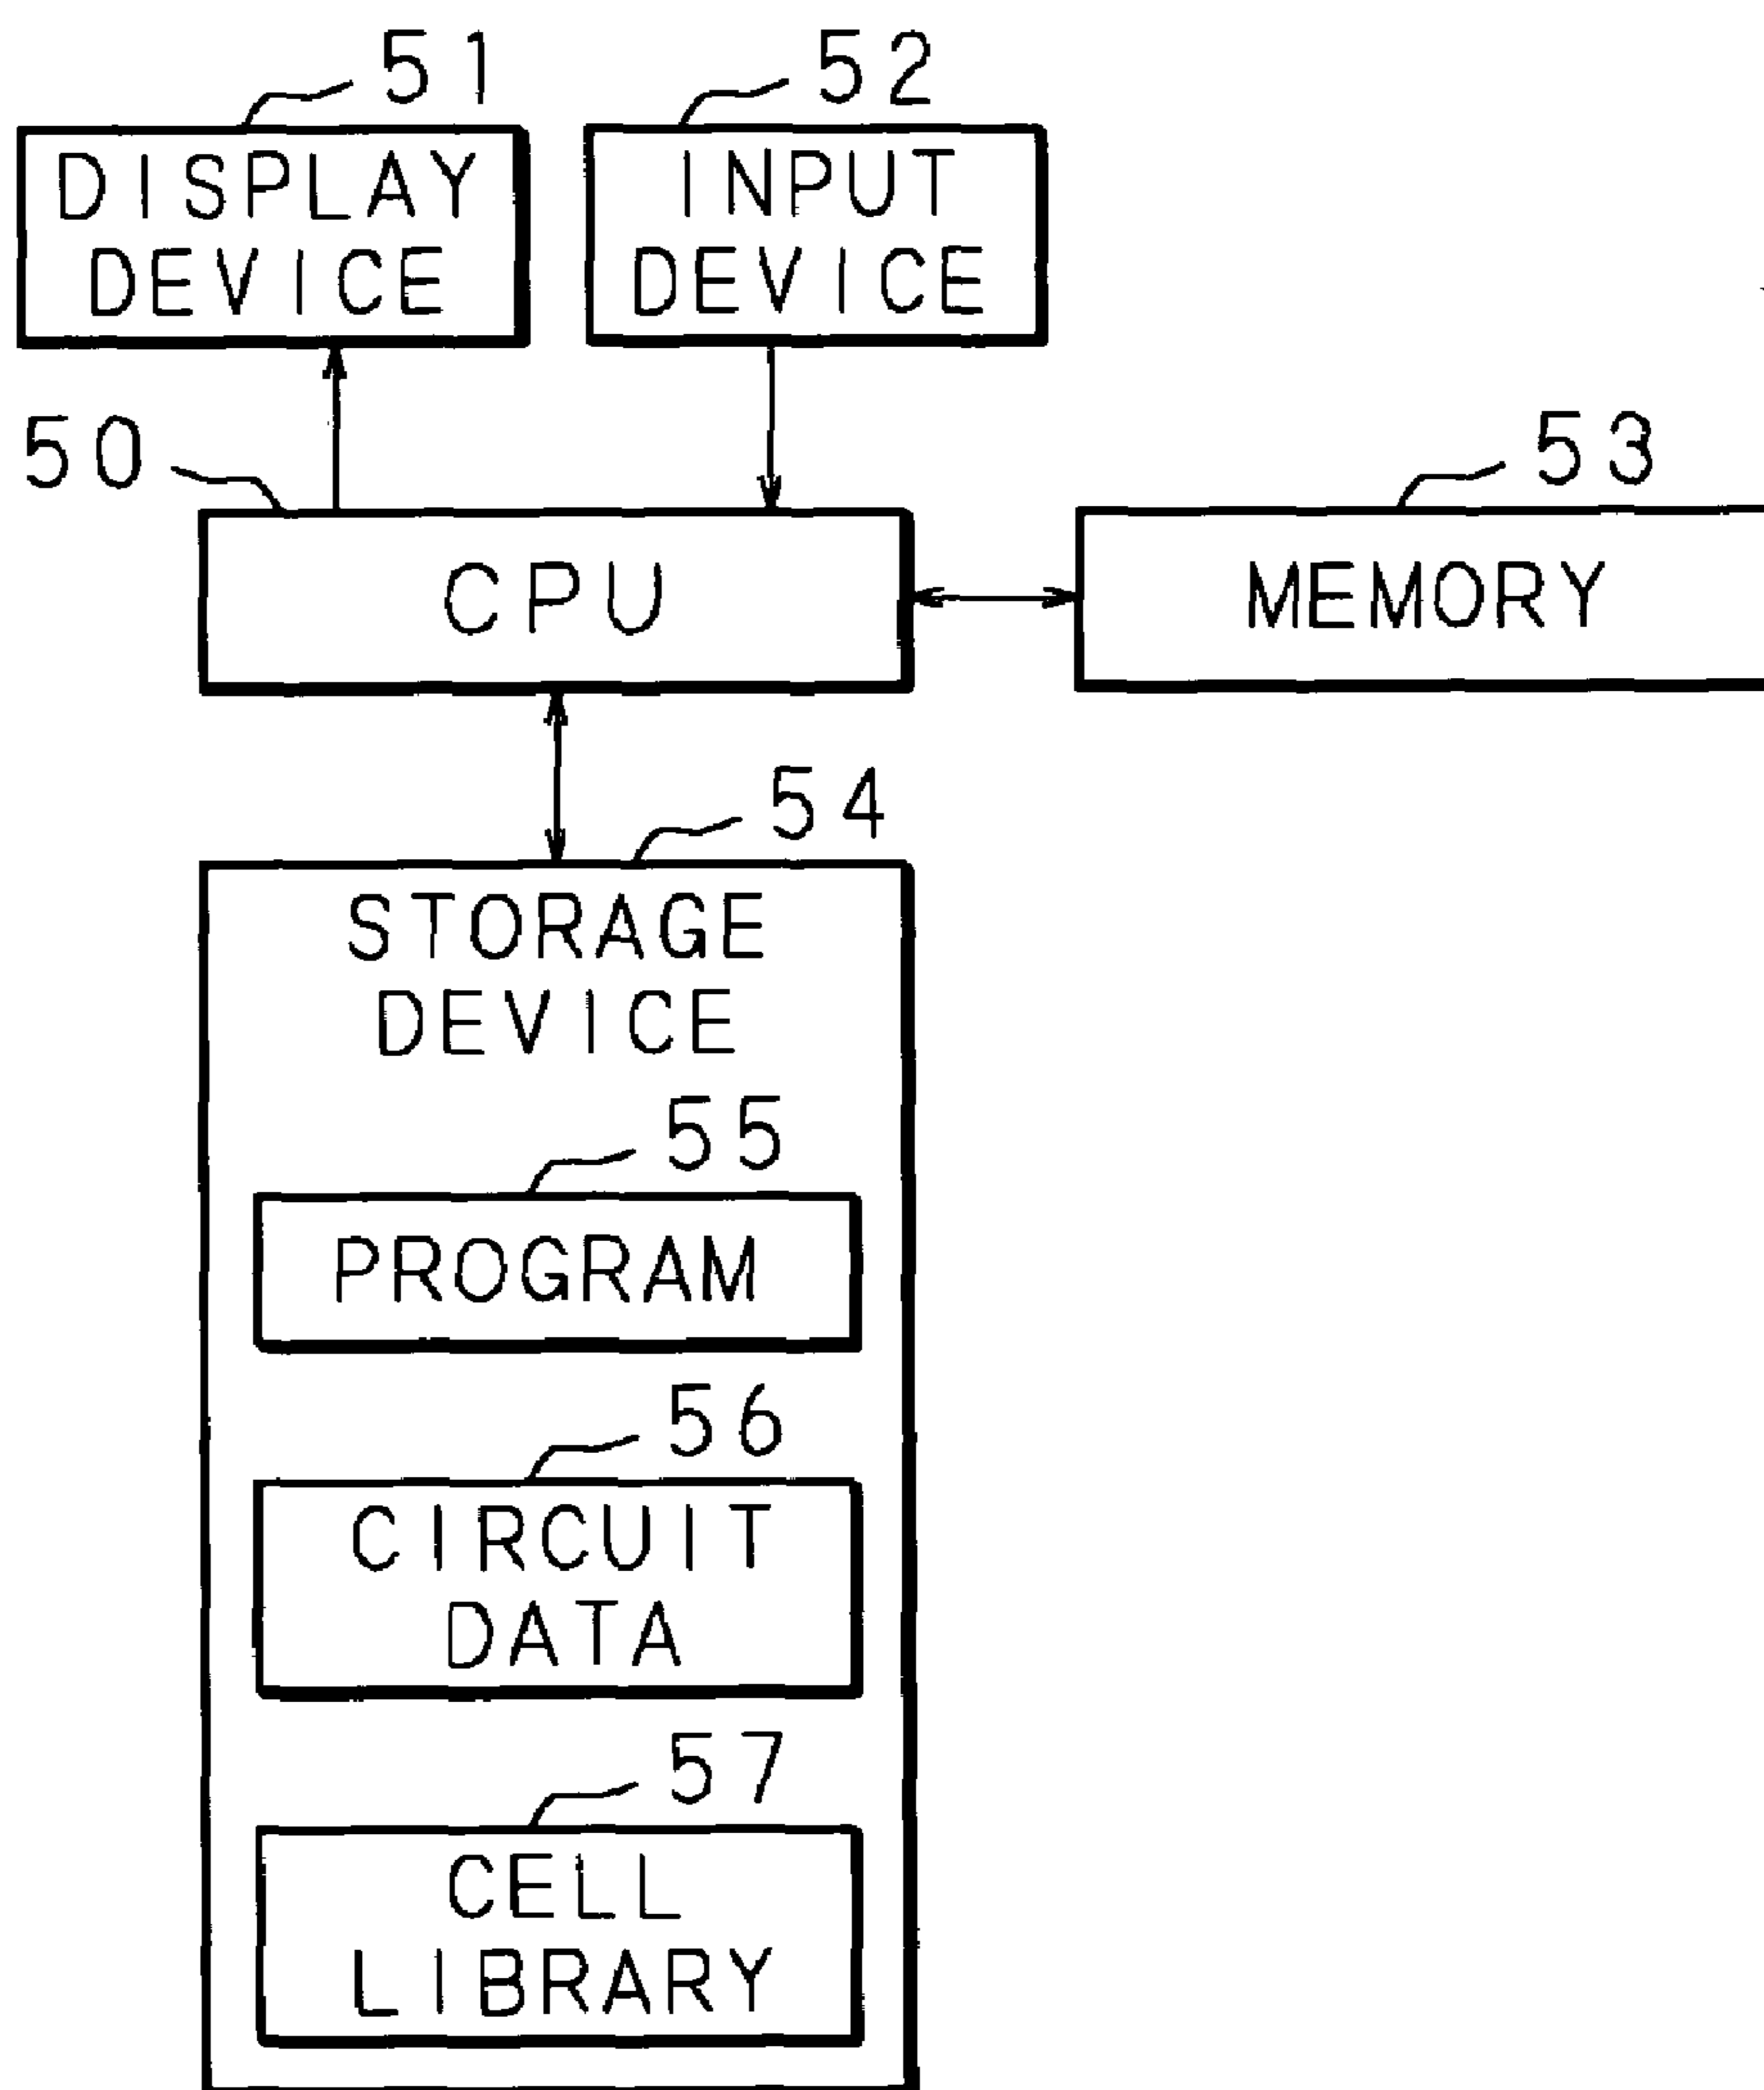 51
52
DISPLAY
DEVICE
INPUT
DEVICE
50
53
CPU
MEMORY
54
STORAGE
DEVICE
55
PROGRAM
56
CIRCUIT
DATA
57
CELL
LIBRARY